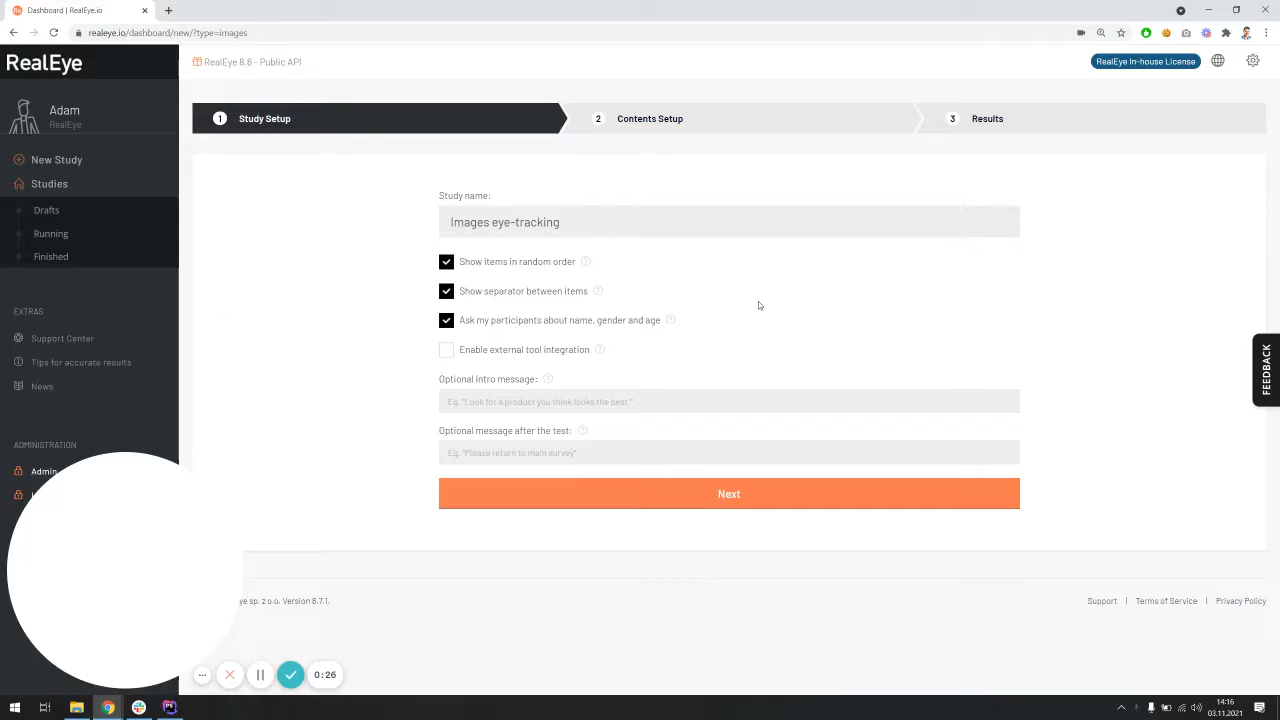 Dashboard | RealEye.io
realeye.io/dashboard/new/?type=images
RealEye
RealEye 8.6 - Public API
RealEye In-house License
Adam
RealEye
New Study
Studies
Drafts
Running
Finished
EXTRAS
Support Center
Tips for accurate results
News
ADMINISTRATION
Admin
1 Study Setup
2 Contents Setup
3 Results
Study name:
Images eye-tracking
Show items in random order
Show separator between items
Ask my participants about name, gender and age
Enable external tool integration
Optional intro message:
Eg. "Look for a product you think looks the best."
Optional message after the test:
Eg. "Please return to main survey"
Next
FEEDBACK
ye sp. z o.o. Version 8.7.1.
Support | Terms of Service | Privacy Policy
0:26
14:16
03.11.2021